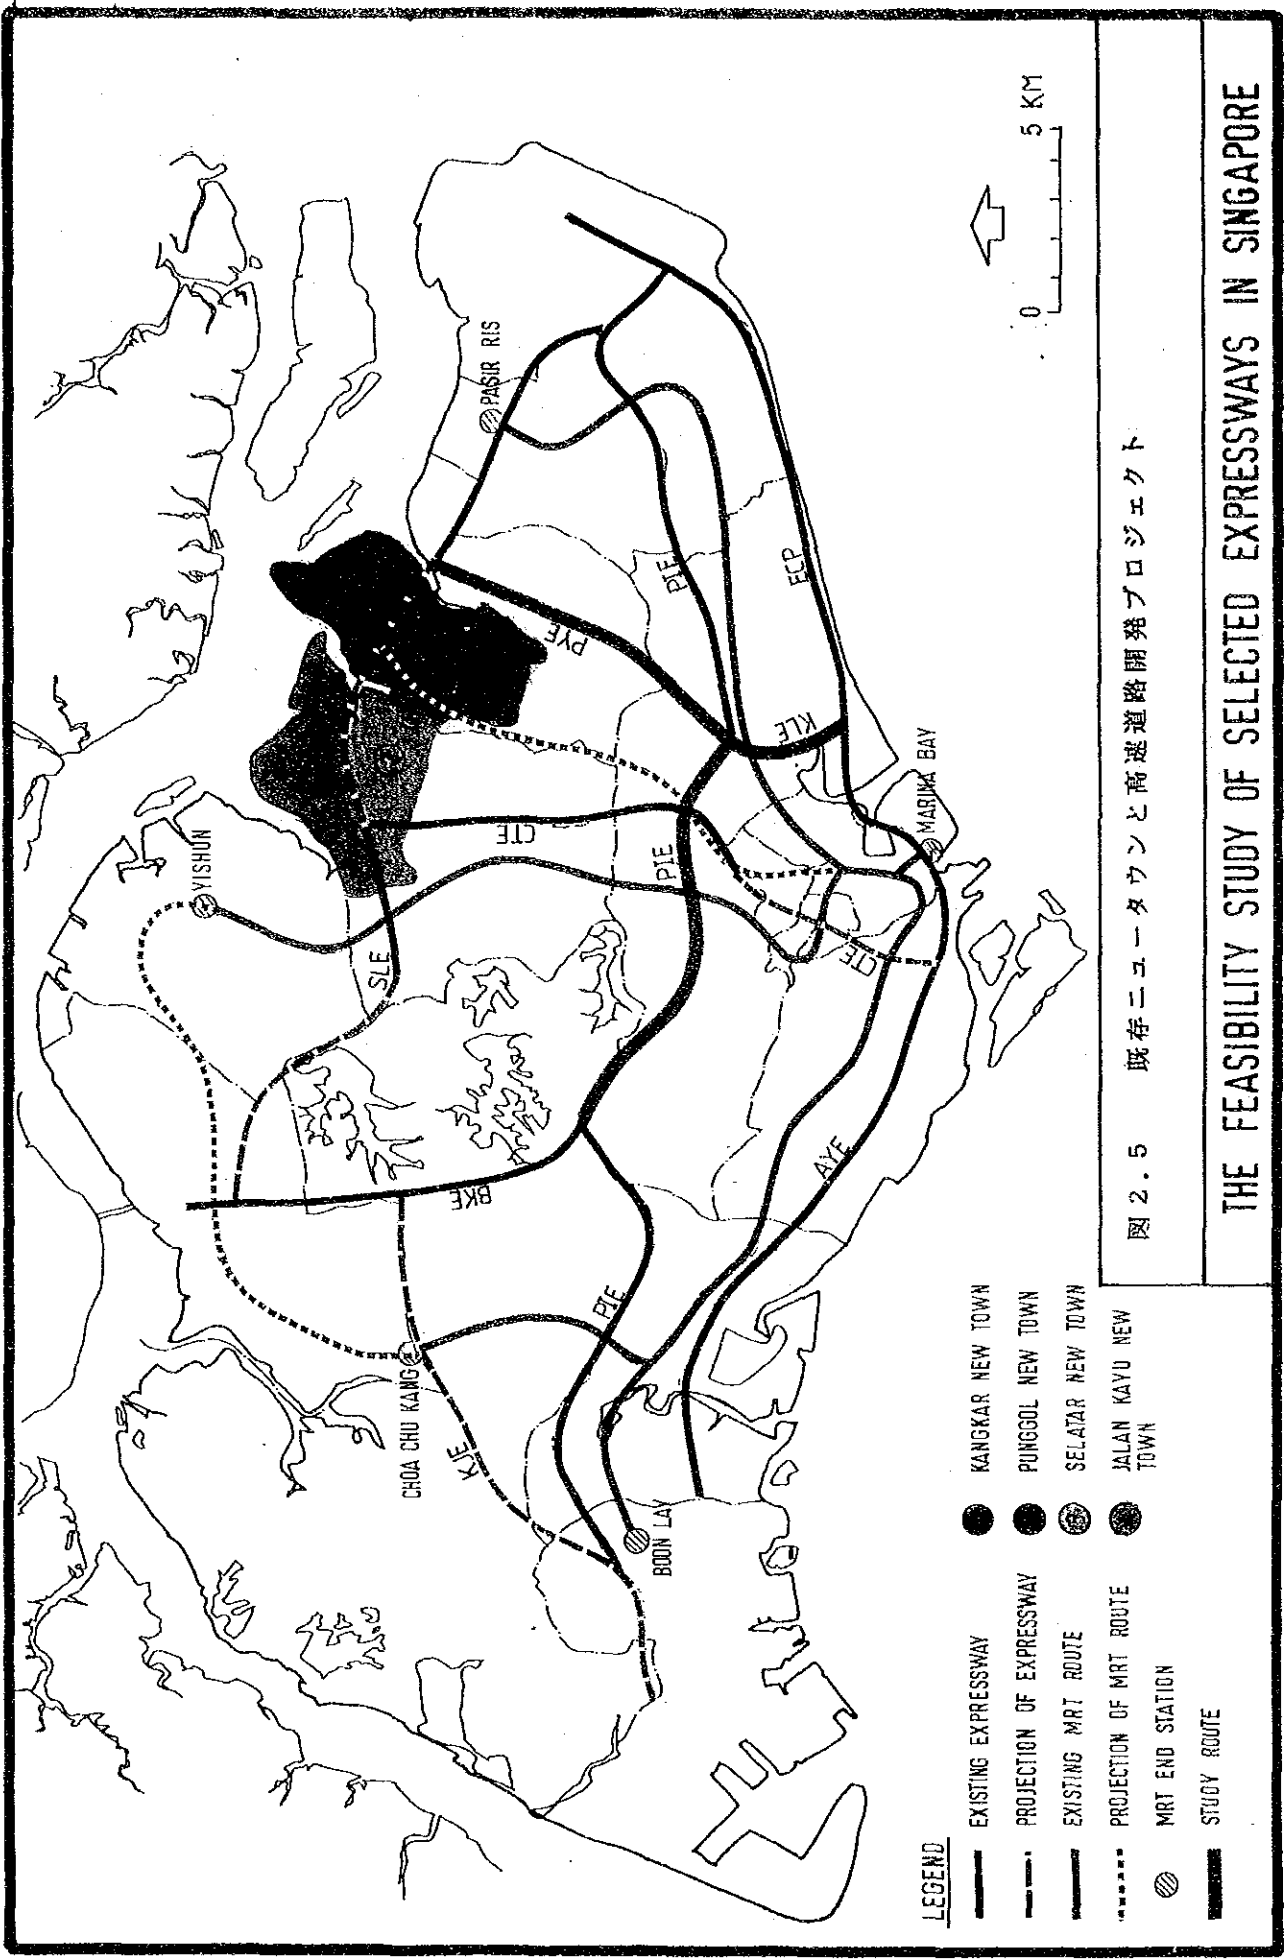 YISHUN
PASIR RIS
SLE
CTE
PYE
PIE
ECP
PIE
KLE
MARINA BAY
CTE
BKE
AYE
PIE
CHOA CHU KANG
KJE
BOON LAY
0 5 KM
LEGEND
EXISTING EXPRESSWAY
PROJECTION OF EXPRESSWAY
EXISTING MRT ROUTE
PROJECTION OF MRT ROUTE
MRT END STATION
STUDY ROUTE
KANGKAR NEW TOWN
PUNGGOL NEW TOWN
SELATAR NEW TOWN
JALAN KAYU NEW
TOWN
図2.5 既存ニュータウンと高速道路開発プロジェクト
THE FEASIBILITY STUDY OF SELECTED EXPRESSWAYS IN SINGAPORE